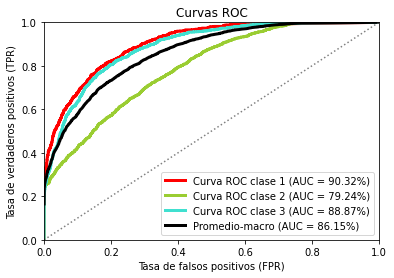 Curvas ROC
Tasa de verdaderos positivos (TPR)
1.0
0.8
0.6
0.4
0.2
0.0
Curva ROC clase 1 (AUC = 90.32%)
Curva ROC clase 2 (AUC = 79.24%)
Curva ROC clase 3 (AUC = 88.87%)
Promedio-macro (AUC = 86.15%)
0.0 0.2 0.4 0.6 0.8 1.0
Tasa de falsos positivos (FPR)